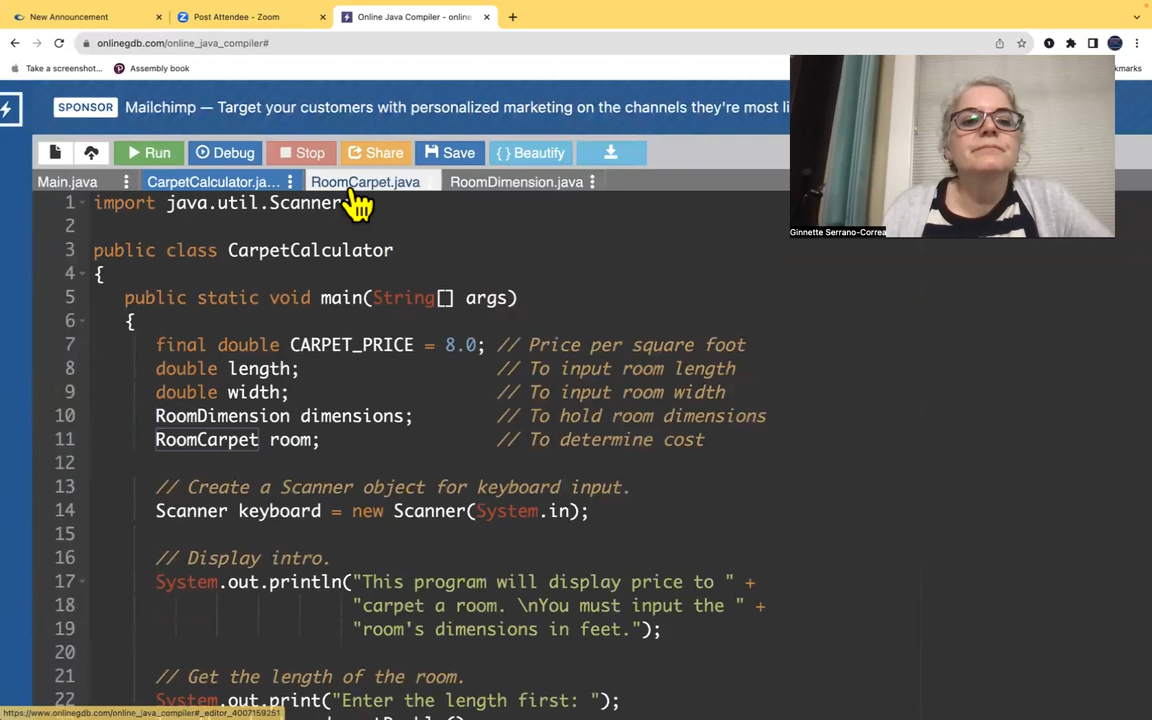 New Announcement
Post Attendee - Zoom
Online Java Compiler - online
onlinegdb.com/online_java_compiler#
Take a screenshot...
Assembly book
SPONSOR Mailchimp — Target your customers with personalized marketing on the channels they're most li
Run
Debug
Stop
Share
Save
{ } Beautify
Main.java
CarpetCalculator.ja...
RoomCarpet.java
RoomDimension.java
Ginnette Serrano-Correa
1 import java.util.Scanner
2
3 public class CarpetCalculator
4 {
5 public static void main(String[] args)
6 {
7 final double CARPET_PRICE = 8.0; // Price per square foot
8 double length; // To input room length
9 double width; // To input room width
10 RoomDimension dimensions; // To hold room dimensions
11 RoomCarpet room; // To determine cost
12
13 // Create a Scanner object for keyboard input.
14 Scanner keyboard = new Scanner(System.in);
15
16 // Display intro.
17 System.out.println("This program will display price to " +
18 "carpet a room. \nYou must input the " +
19 "room's dimensions in feet.");
20
21 // Get the length of the room.
22 System.out.print("Enter the length first: ");
https://www.onlinegdb.com/online_java_compiler#_editor_4007159251